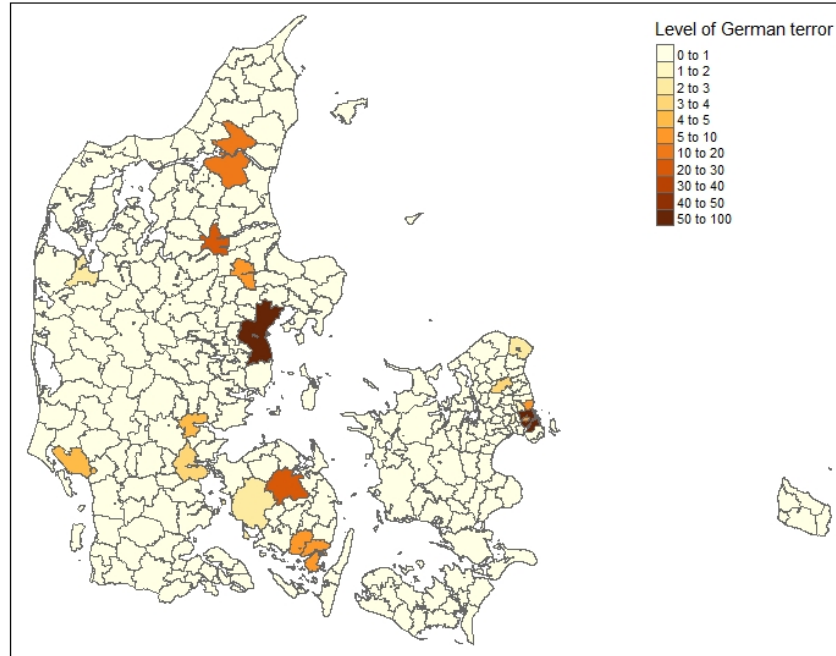 Level of German terror
0 to 1
1 to 2
2 to 3
3 to 4
4 to 5
5 to 10
10 to 20
20 to 30
30 to 40
40 to 50
50 to 100